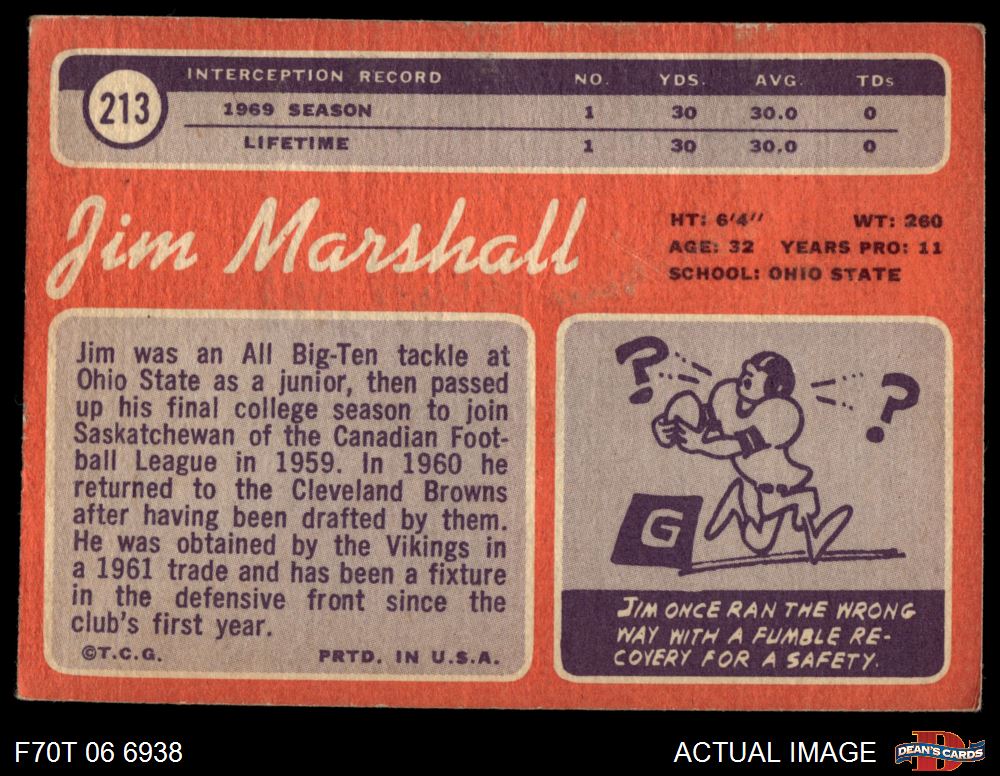 213
INTERCEPTION RECORD NO. YDS. AVG. TDs
1969 SEASON 1 30 30.0 0
LIFETIME 1 30 30.0 0
Jim Marshall
HT: 6'4" WT: 260
AGE: 32 YEARS PRO: 11
SCHOOL: OHIO STATE
Jim was an All Big-Ten tackle at
Ohio State as a junior, then passed
up his final college season to join
Saskatchewan of the Canadian Foot-
ball League in 1959. In 1960 he
returned to the Cleveland Browns
after having been drafted by them.
He was obtained by the Vikings in
a 1961 trade and has been a fixture
in the defensive front since the
club's first year.
©T.C.G. PRTD. IN U.S.A.
? ?
G
JIM ONCE RAN THE WRONG
WAY WITH A FUMBLE RE-
COVERY FOR A SAFETY.
F70T 06 6938
ACTUAL IMAGE
D
DEAN'S CARDS